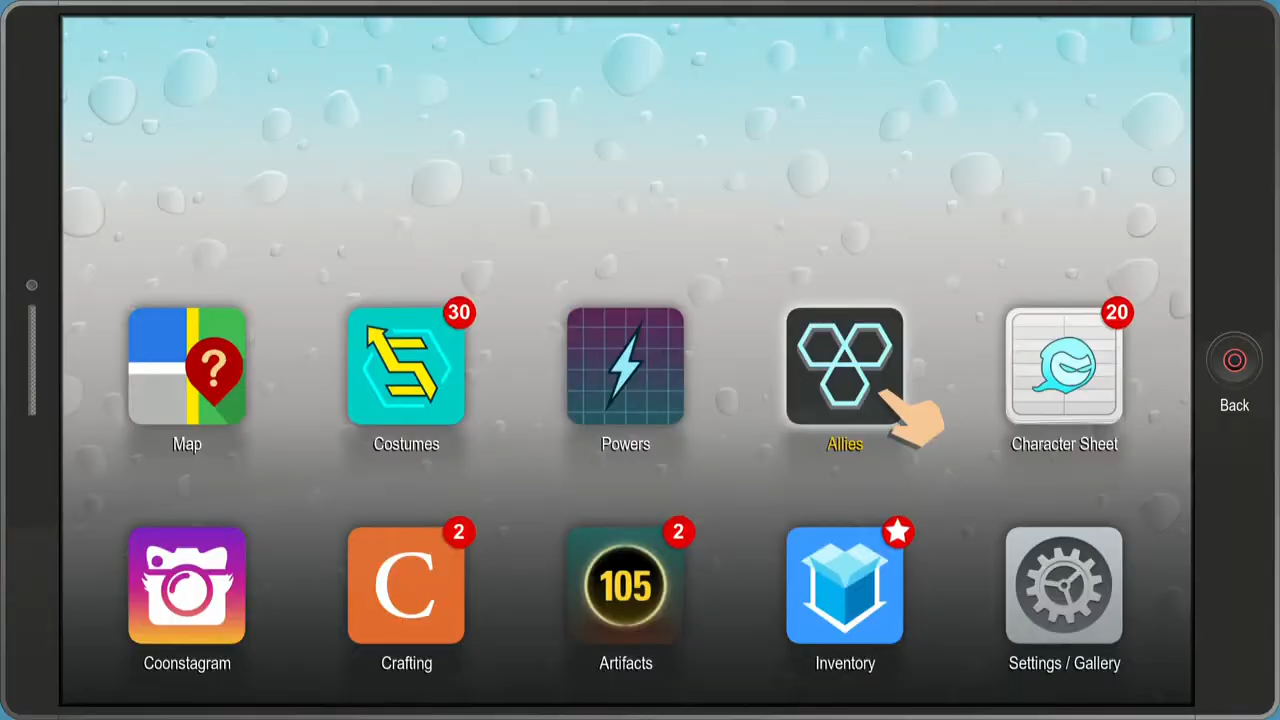 30
20
?
Map
Costumes
Powers
Allies
Character Sheet
Back
2
2
C
105
Coonstagram
Crafting
Artifacts
Inventory
Settings / Gallery